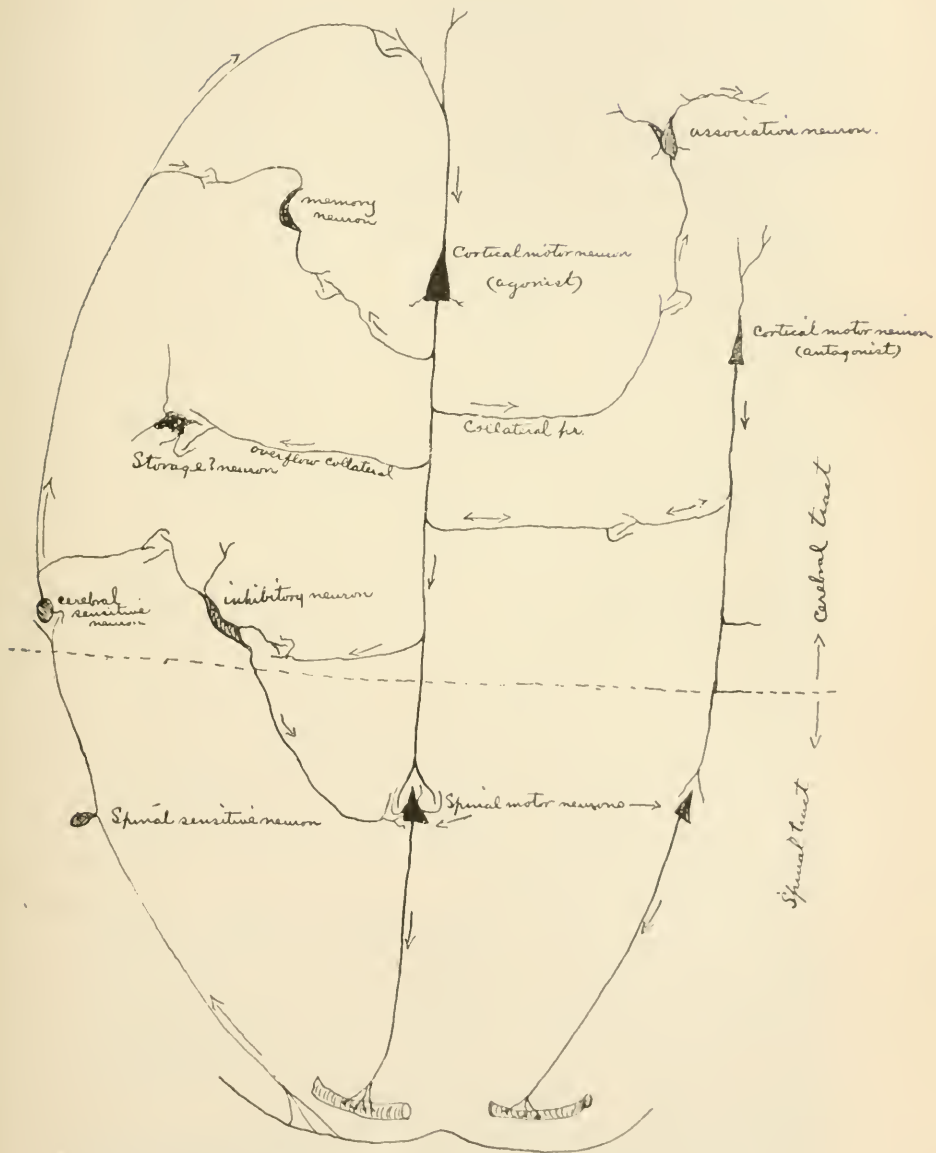 association neuron.
memory
neuron
Cortical motor neuron
(agonist)
Cortical motor neuron
(antagonist)
Collateral fr.
overflow collateral
Storage? neuron
cerebral tract
inhibitory neuron
cerebral
sensitive
neuron
Spinal motor neurons
Spinal sensitive neuron
Spinal tract